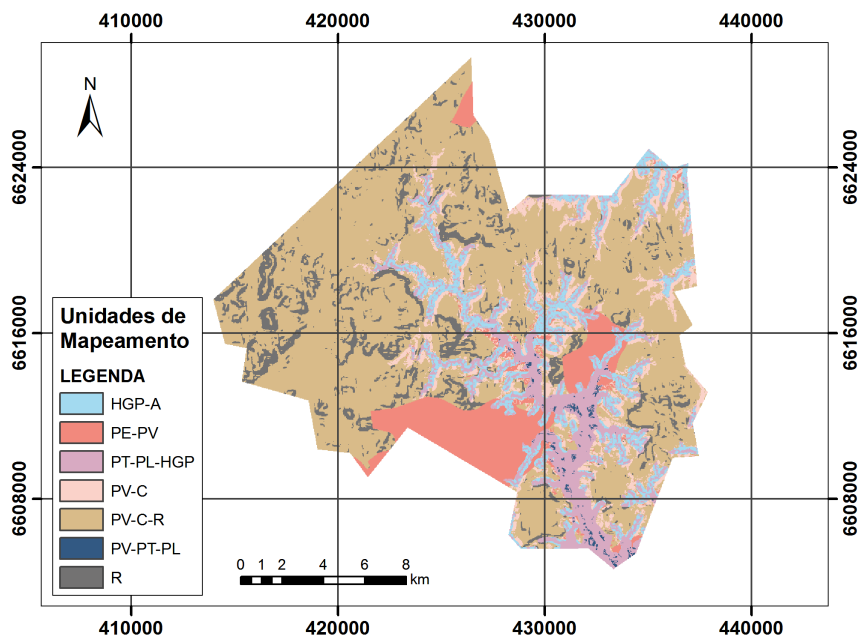 410000 420000 430000 440000
N
6624000 6624000
6616000 6616000
6608000 6608000
Unidades de
Mapeamento
LEGENDA
HGP-A
PE-PV
PT-PL-HGP
PV-C
PV-C-R
PV-PT-PL
R
0 1 2 4 6 8
km
410000 420000 430000 440000